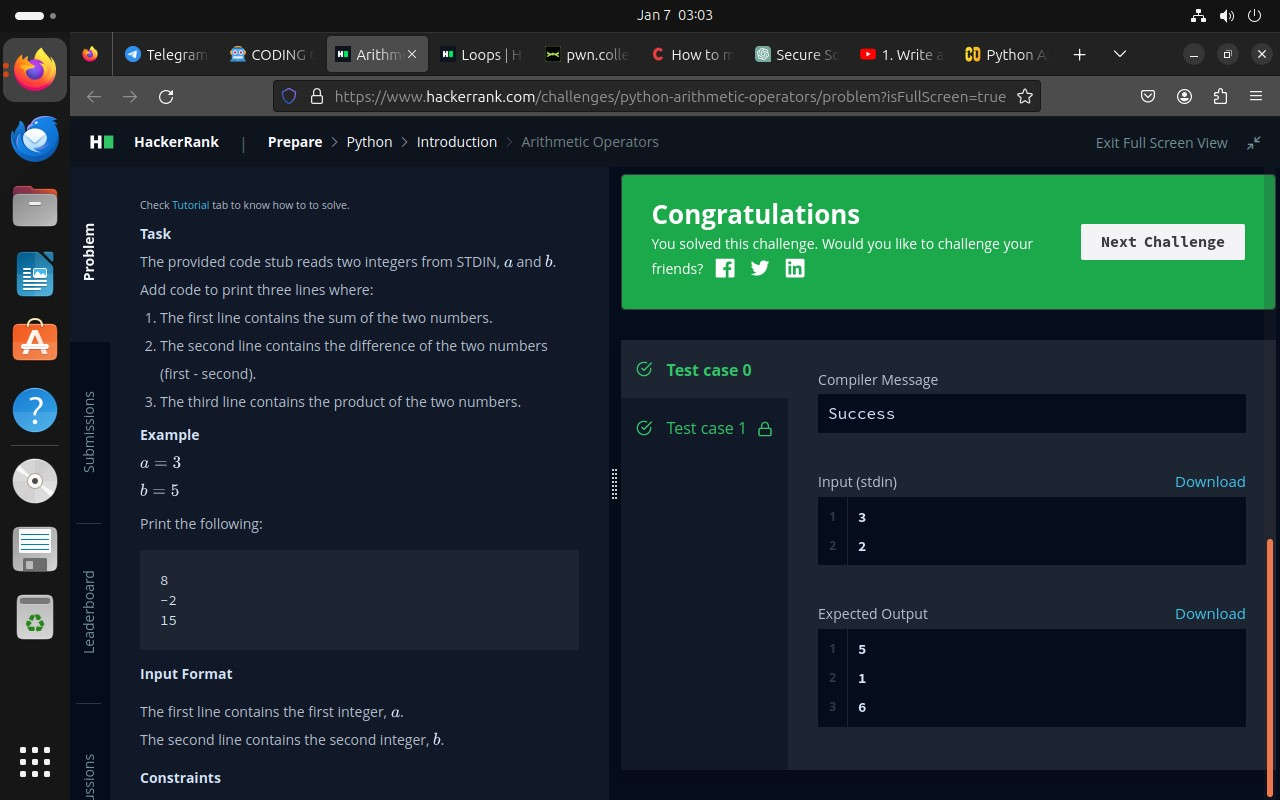 Jan 7 03:03
Telegram
CODING
Arithm
Loops | H
pwn.colle
How to m
Secure Sc
1. Write a
Python A
https://www.hackerrank.com/challenges/python-arithmetic-operators/problem?isFullScreen=true
HackerRank | Prepare > Python > Introduction > Arithmetic Operators
Exit Full Screen View
Problem
Submissions
Leaderboard
ussions
Check Tutorial tab to know how to to solve.
Task
The provided code stub reads two integers from STDIN, a and b.
Add code to print three lines where:
1. The first line contains the sum of the two numbers.
2. The second line contains the difference of the two numbers
(first - second).
3. The third line contains the product of the two numbers.
Example
a = 3
b = 5
Print the following:
8
-2
15
Input Format
The first line contains the first integer, a.
The second line contains the second integer, b.
Constraints
Congratulations
You solved this challenge. Would you like to challenge your
friends?
Next Challenge
Test case 0
Test case 1
Compiler Message
Success
Input (stdin)
Download
1 3
2 2
Expected Output
Download
1 5
2 1
3 6